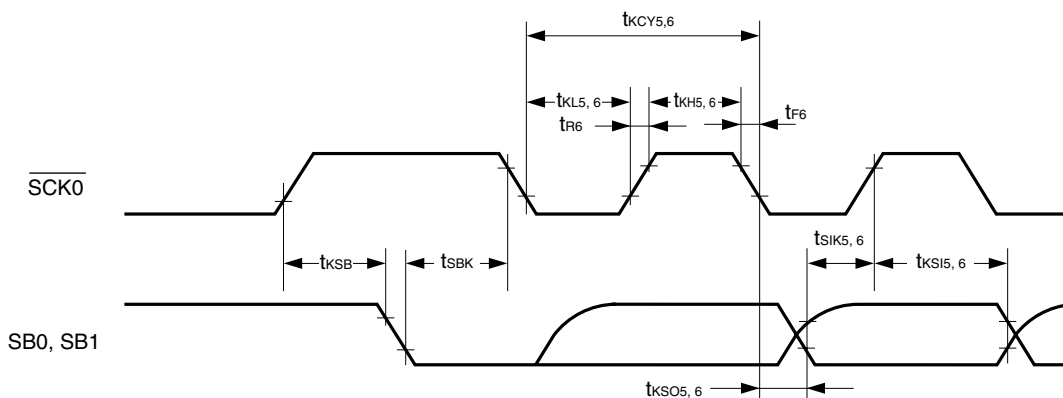 tKCY5,6
tKL5, 6
tKH5, 6
tR6
tF6
SCK0
tSIK5, 6
tKSB
tSBK
tKSI5, 6
SB0, SB1
tKSO5, 6